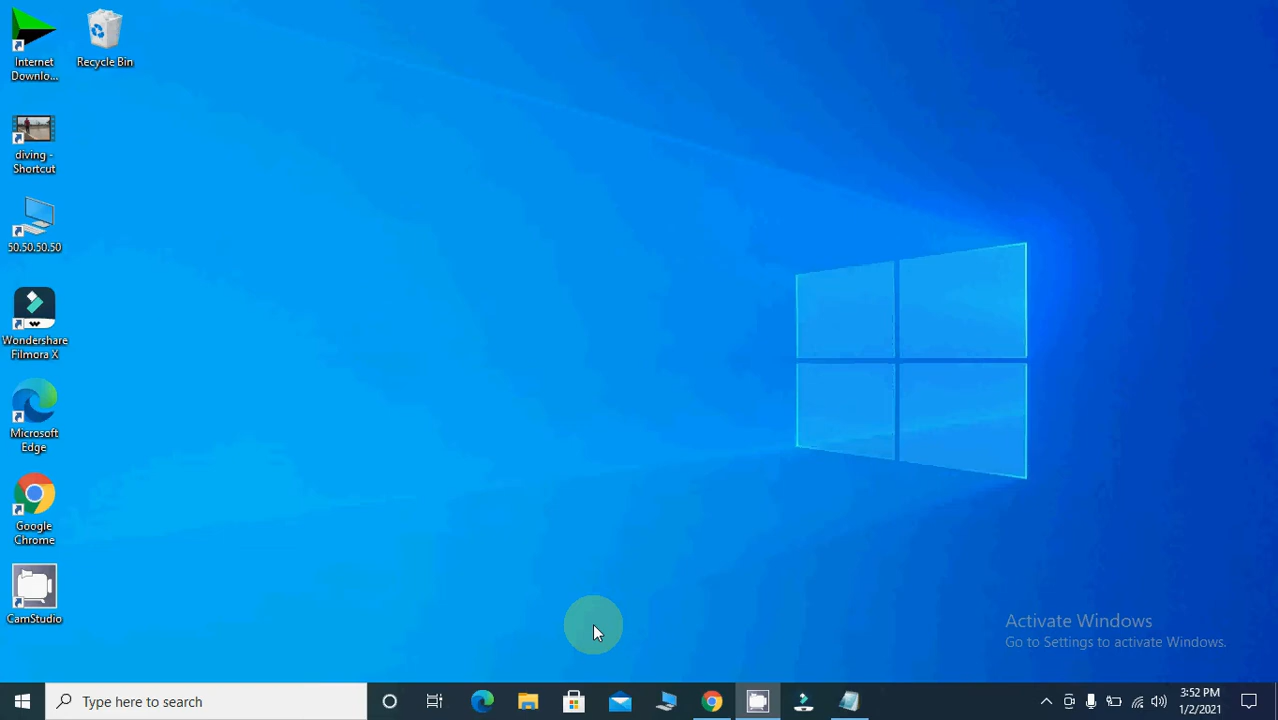 Internet
Downlo...
Recycle Bin
diving -
Shortcut
50.50.50.50
Wondershare
Filmora X
Microsoft
Edge
Google
Chrome
CamStudio
Activate Windows
Go to Settings to activate Windows.
Type here to search
3:52 PM
1/2/2021